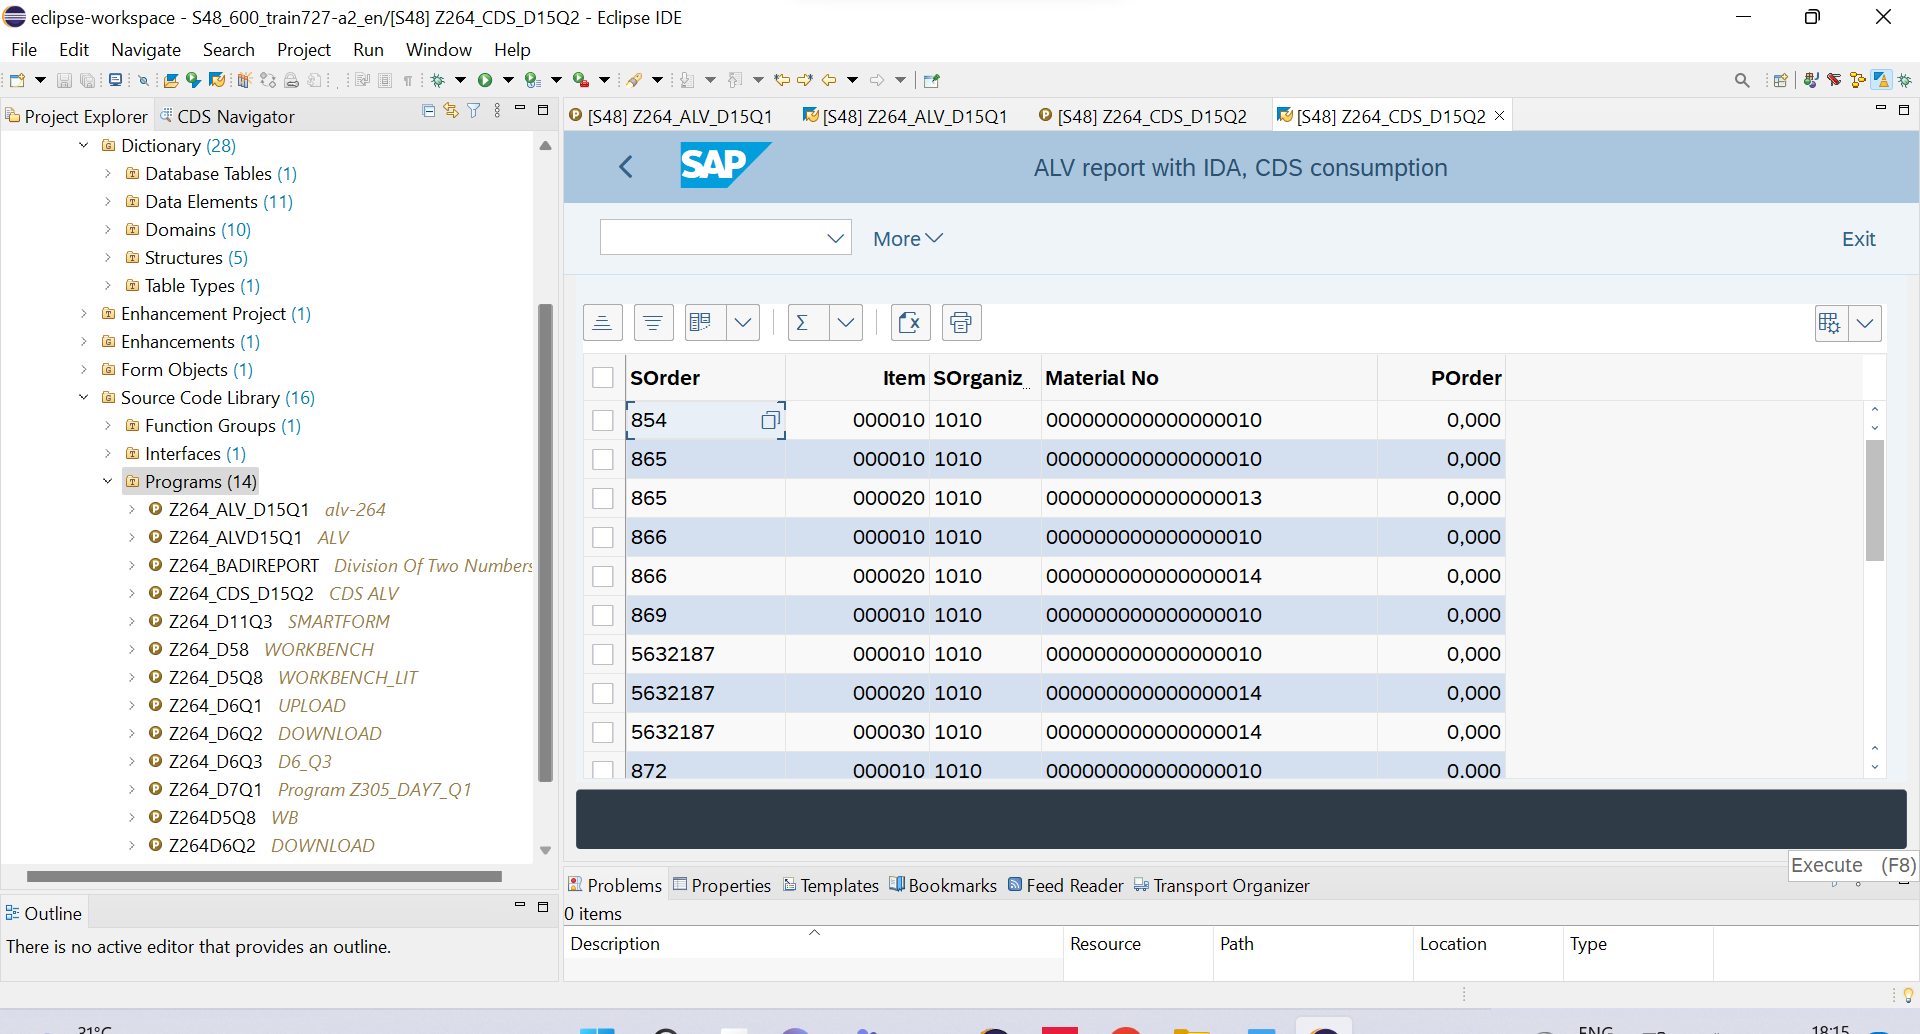 eclipse-workspace - S48_600_train727-a2_en/[S48] Z264_CDS_D15Q2 - Eclipse IDE
File Edit Navigate Search Project Run Window Help
Project Explorer CDS Navigator
[S48] Z264_ALV_D15Q1 [S48] Z264_ALV_D15Q1 [S48] Z264_CDS_D15Q2 [S48] Z264_CDS_D15Q2
Dictionary (28)
Database Tables (1)
Data Elements (11)
Domains (10)
Structures (5)
Table Types (1)
Enhancement Project (1)
Enhancements (1)
Form Objects (1)
Source Code Library (16)
Function Groups (1)
Interfaces (1)
Programs (14)
Z264_ALV_D15Q1 alv-264
Z264_ALVD15Q1 ALV
Z264_BADIREPORT Division Of Two Numbers
Z264_CDS_D15Q2 CDS ALV
Z264_D11Q3 SMARTFORM
Z264_D58 WORKBENCH
Z264_D5Q8 WORKBENCH_LIT
Z264_D6Q1 UPLOAD
Z264_D6Q2 DOWNLOAD
Z264_D6Q3 D6_Q3
Z264_D7Q1 Program Z305_DAY7_Q1
Z264D5Q8 WB
Z264D6Q2 DOWNLOAD
Outline
There is no active editor that provides an outline.
SAP ALV report with IDA, CDS consumption
More Exit
SOrder Item SOrganiz... Material No POrder
854 000010 1010 000000000000000010 0,000
865 000010 1010 000000000000000010 0,000
865 000020 1010 000000000000000013 0,000
866 000010 1010 000000000000000010 0,000
866 000020 1010 000000000000000014 0,000
869 000010 1010 000000000000000010 0,000
5632187 000010 1010 000000000000000010 0,000
5632187 000020 1010 000000000000000014 0,000
5632187 000030 1010 000000000000000014 0,000
872 000010 1010 000000000000000010 0,000
Execute (F8)
Problems Properties Templates Bookmarks Feed Reader Transport Organizer
0 items
Description Resource Path Location Type
31°C ENG 18:15